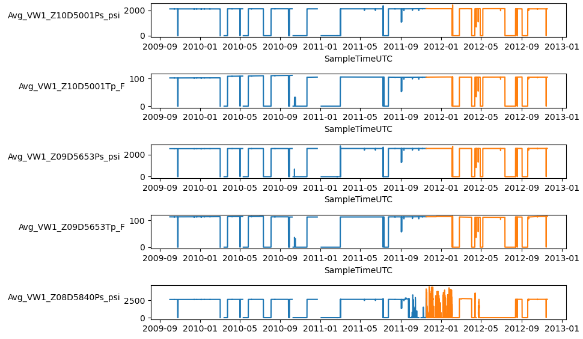 Avg_VW1_Z10D5001Ps_psi
2000
0
2009-09 2010-01 2010-05 2010-09 2011-01 2011-05 2011-09 2012-01 2012-05 2012-09 2013-01
SampleTimeUTC
Avg_VW1_Z10D5001Tp_F
100
0
2009-09 2010-01 2010-05 2010-09 2011-01 2011-05 2011-09 2012-01 2012-05 2012-09 2013-01
SampleTimeUTC
Avg_VW1_Z09D5653Ps_psi
2000
0
2009-09 2010-01 2010-05 2010-09 2011-01 2011-05 2011-09 2012-01 2012-05 2012-09 2013-01
SampleTimeUTC
Avg_VW1_Z09D5653Tp_F
100
0
2009-09 2010-01 2010-05 2010-09 2011-01 2011-05 2011-09 2012-01 2012-05 2012-09 2013-01
SampleTimeUTC
Avg_VW1_Z08D5840Ps_psi
2500
0
2009-09 2010-01 2010-05 2010-09 2011-01 2011-05 2011-09 2012-01 2012-05 2012-09 2013-01